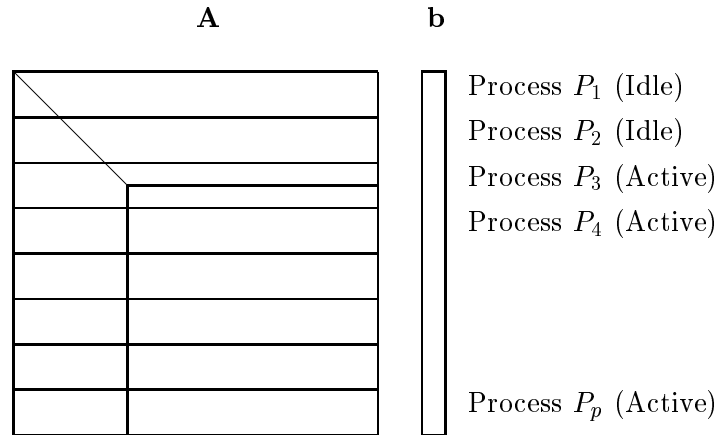 A b
Process P₁ (Idle)
Process P₂ (Idle)
Process P₃ (Active)
Process P₄ (Active)
Process Pₚ (Active)